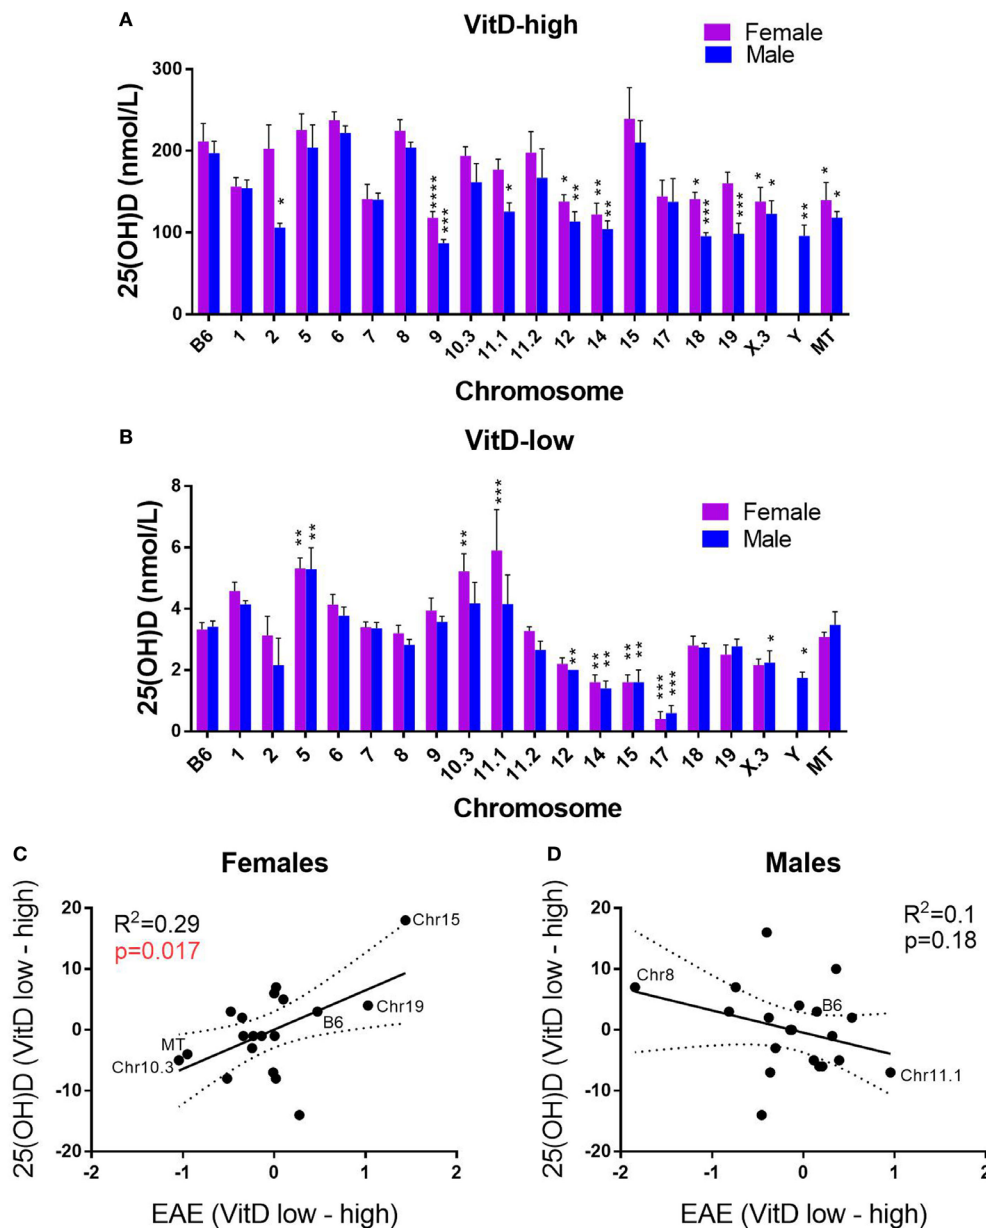 A
VitD-high
Female
Male
25(OH)D (nmol/L)
300
200
100
0
* **** *** * * ** ** ** * *** *** * * ** * *
B6 1 2 5 6 7 8 9 10.3 11.1 11.2 12 14 15 17 18 19 X.3 Y MT
Chromosome
B
VitD-low
Female
Male
25(OH)D (nmol/L)
8
6
4
2
0
** ** ** *** ** ** ** ** ** *** *** * *
B6 1 2 5 6 7 8 9 10.3 11.1 11.2 12 14 15 17 18 19 X.3 Y MT
Chromosome
C
Females
25(OH)D (VitD low - high)
20
10
0
-10
-20
R²=0.29
p=0.017
Chr15
Chr19
B6
MT
Chr10.3
-2 -1 0 1 2
EAE (VitD low - high)
D
Males
25(OH)D (VitD low - high)
20
10
0
-10
-20
R²=0.1
p=0.18
Chr8
B6
Chr11.1
-2 -1 0 1 2
EAE (VitD low - high)